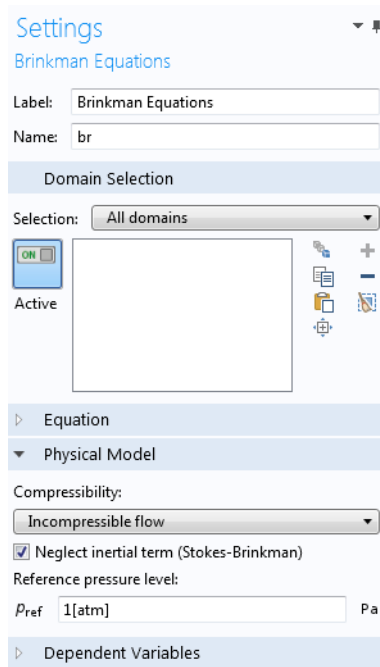 Settings
Brinkman Equations
Label: Brinkman Equations
Name: br
Domain Selection
Selection: All domains
ON
Active
Equation
Physical Model
Compressibility:
Incompressible flow
Neglect inertial term (Stokes-Brinkman)
Reference pressure level:
pref 1[atm] Pa
Dependent Variables